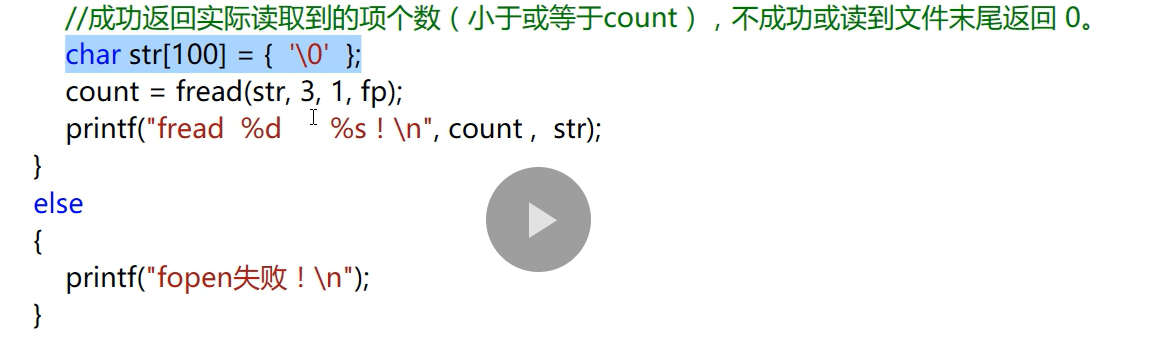 //成功返回实际读取到的项个数（小于或等于count），不成功或读到文件末尾返回 0。
char str[100] = {  '\0'  };
count = fread(str, 3, 1, fp);
printf("fread  %d      %s！\n", count ,  str);
}
else
{
printf("fopen失败！\n");
}